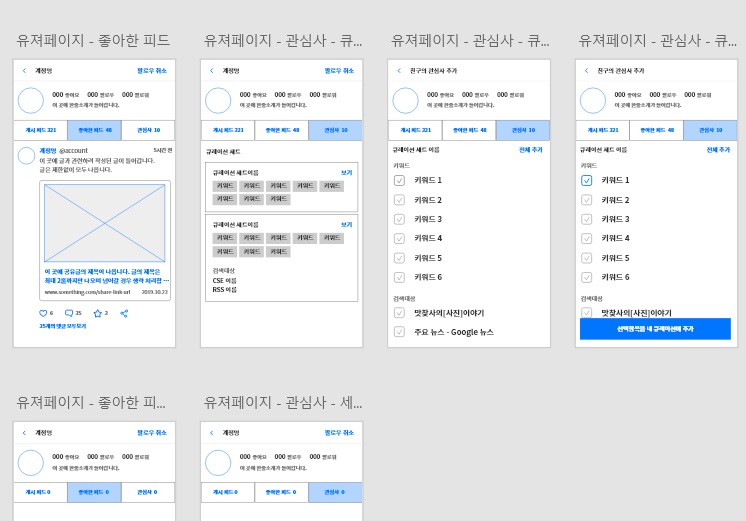 유져페이지 - 좋아한 피드
계정명
팔로우 취소
000 좋아요 000 팔로우 000 팔로윙
이 곳에 한줄소개가 들어갑니다.
게시 피드 321 좋아한 피드 48 관심사 10
계정명 @account 5시간 전
이 곳에 글과 관련하여 작성된 글이 들어갑니다.
글은 제한없이 모두 나옵니다.
이 곳에 공유글의 제목이 나옵니다. 글의 제목은
최대 2줄까지만 나오며 넘어갈 경우 생략 처리함 ···
www.something.com/share-link-url 2019.10.23
6 25 3
25개의 댓글 모두보기
유져페이지 - 관심사 - 큐...
계정명
팔로우 취소
000 좋아요 000 팔로우 000 팔로윙
이 곳에 한줄소개가 들어갑니다.
게시 피드 321 좋아한 피드 48 관심사 10
큐레이션 세트
큐레이션 세트이름 보기
키워드 키워드 키워드 키워드 키워드
키워드 키워드 키워드
큐레이션 세트이름 보기
키워드 키워드 키워드 키워드 키워드
키워드 키워드 키워드
검색대상
CSE 이름
RSS 이름
유져페이지 - 관심사 - 큐...
친구의 관심사 추가
000 좋아요 000 팔로우 000 팔로윙
이 곳에 한줄소개가 들어갑니다.
게시 피드 321 좋아한 피드 48 관심사 10
큐레이션 세트 이름 전체 추가
키워드
키워드 1
키워드 2
키워드 3
키워드 4
키워드 5
키워드 6
검색대상
맛찾사의[사진]이야기
주요 뉴스 - Google 뉴스
유져페이지 - 관심사 - 큐...
친구의 관심사 추가
000 좋아요 000 팔로우 000 팔로윙
이 곳에 한줄소개가 들어갑니다.
게시 피드 321 좋아한 피드 48 관심사 10
큐레이션 세트 이름 전체 추가
키워드
키워드 1
키워드 2
키워드 3
키워드 4
키워드 5
키워드 6
검색대상
맛찾사의[사진]이야기
선택항목을 내 큐레이션에 추가
유져페이지 - 좋아한 피...
계정명
팔로우 취소
000 좋아요 000 팔로우 000 팔로윙
이 곳에 한줄소개가 들어갑니다.
게시 피드 0 좋아한 피드 0 관심사 0
유져페이지 - 관심사 - 세...
계정명
팔로우 취소
000 좋아요 000 팔로우 000 팔로윙
이 곳에 한줄소개가 들어갑니다.
게시 피드 0 좋아한 피드 0 관심사 0